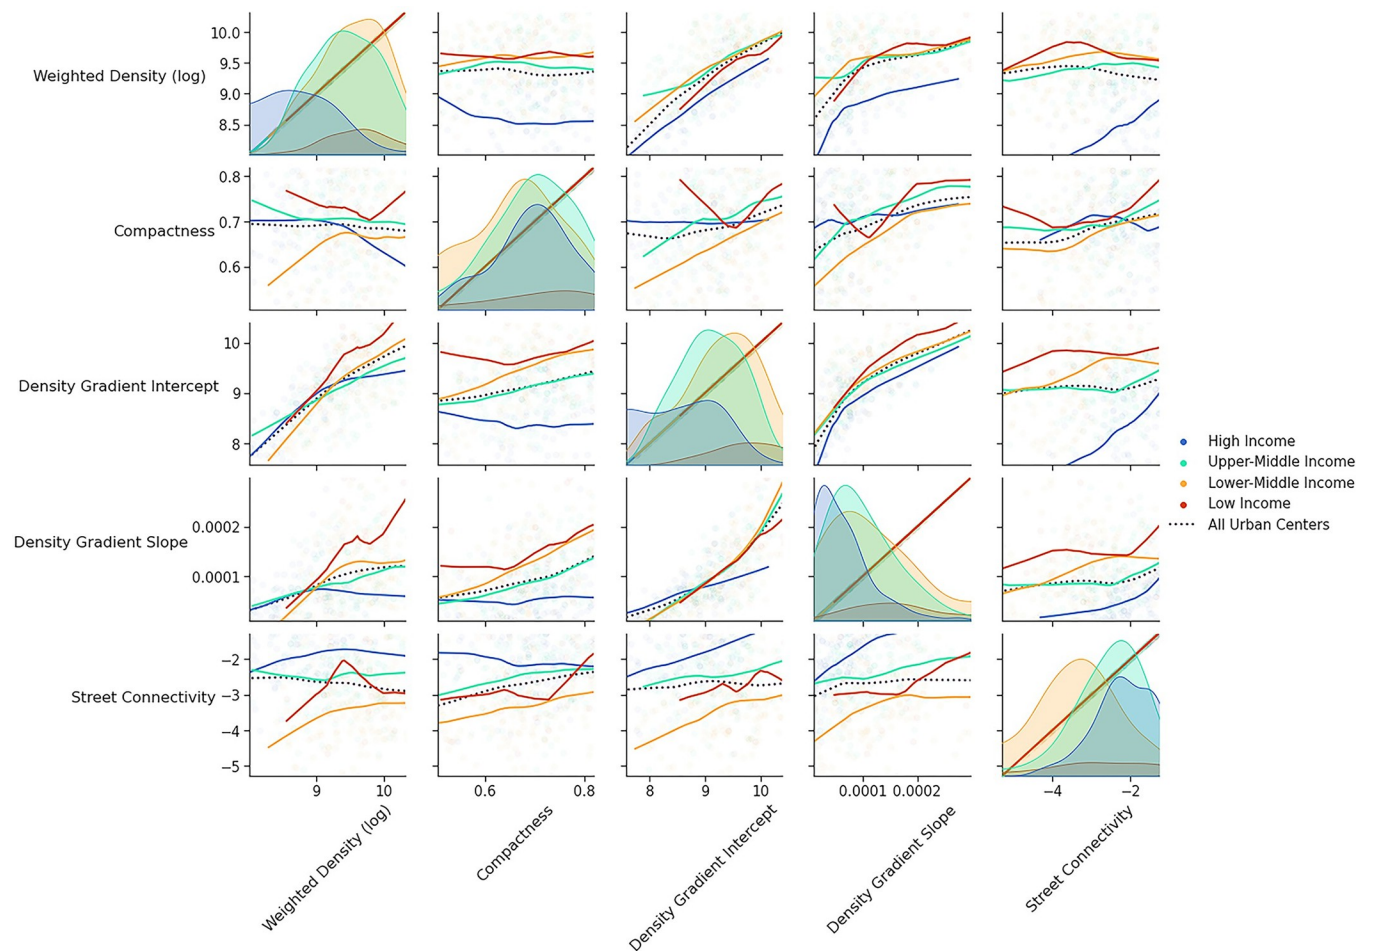 Weighted Density (log)
10.0
9.5
9.0
8.5
Compactness
0.8
0.7
0.6
Density Gradient Intercept
10
9
8
High Income
Upper-Middle Income
Lower-Middle Income
Low Income
All Urban Centers
Density Gradient Slope
0.0002
0.0001
Street Connectivity
−2
−3
−4
−5
9 10 0.6 0.8 8 9 10 0.0001 0.0002 −4 −2
Weighted Density (log)
Compactness
Density Gradient Intercept
Density Gradient Slope
Street Connectivity